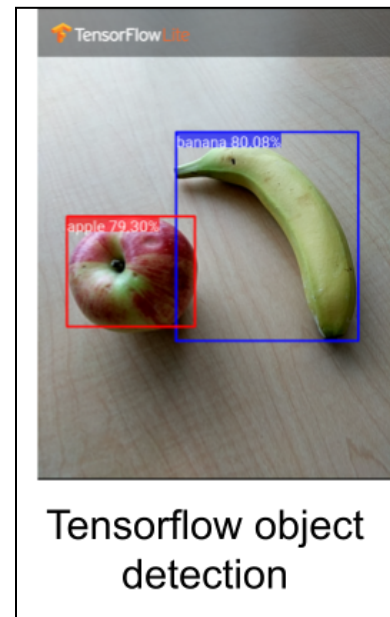 TensorFlow Lite
banana 80.08%
apple 79.30%
Tensorflow object
detection